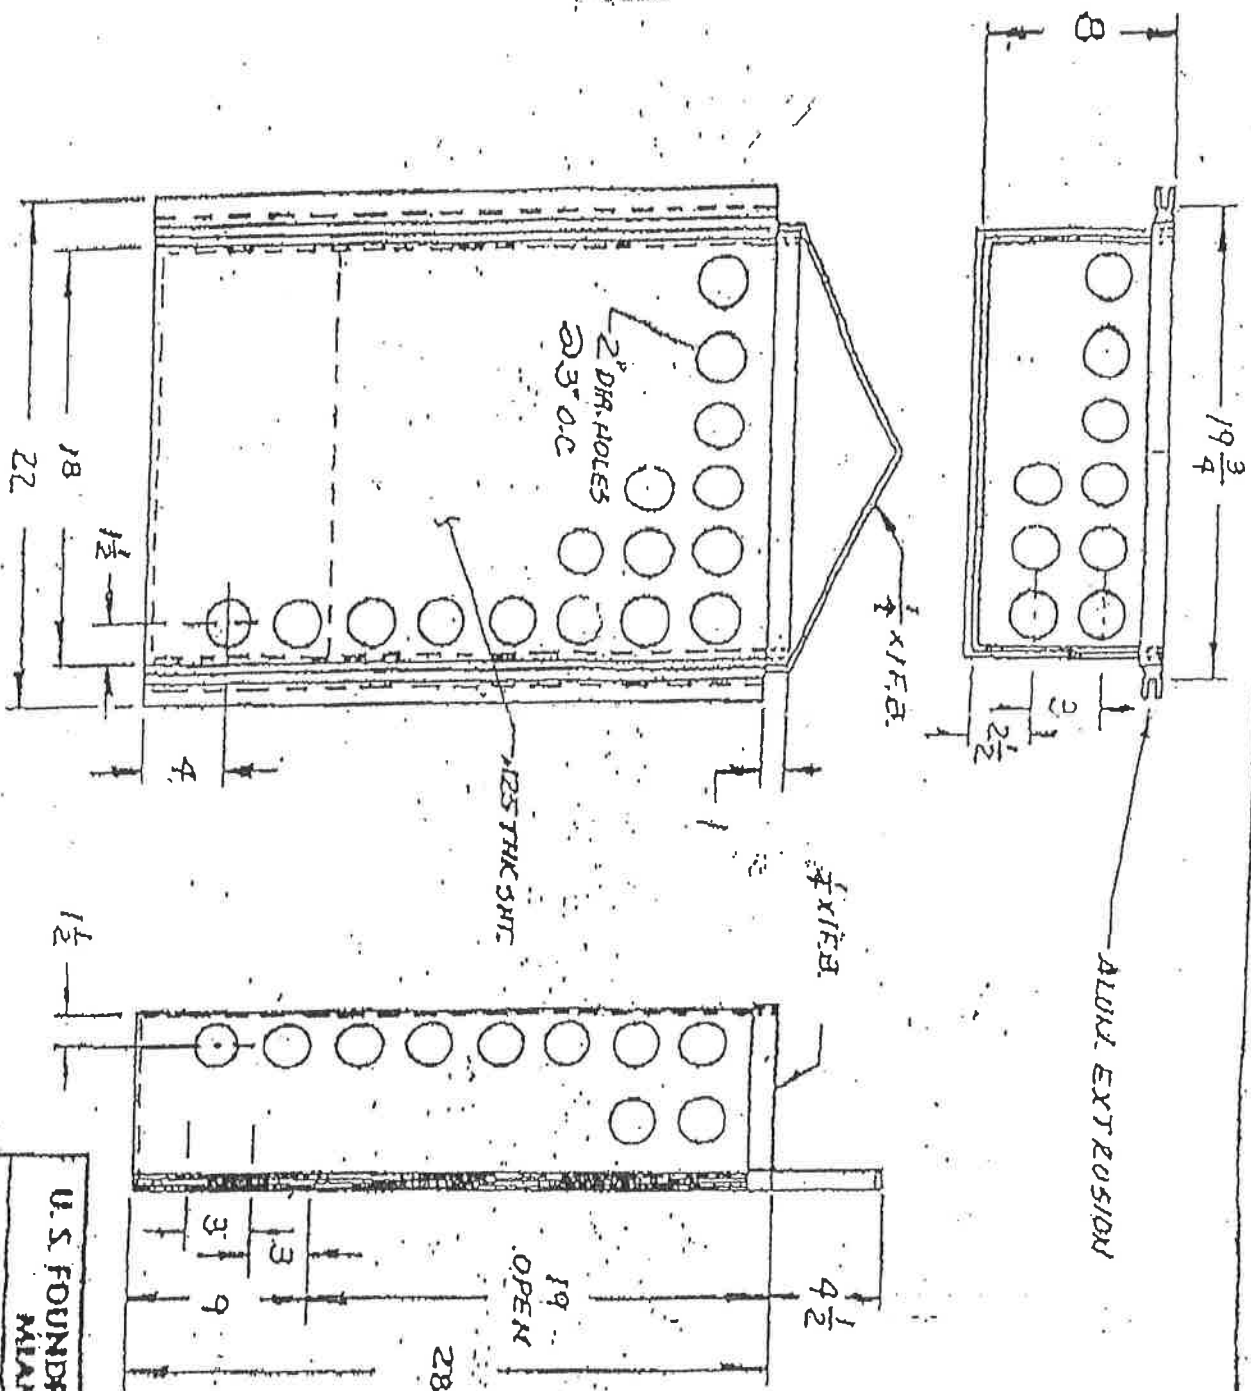 8
19 3/4
3
2 1/2
ALUM. EXTRUSION
1/4 X 1 F.B.
2" DIA. HOLES
@ 3" O.C
18
22
1 1/2
4
1
.125 THK SHT.
1/4 X 1 F.B.
1 1/2
3
3
9
19
OPEN
4 1/2
28
U.S. FOUND
MIA